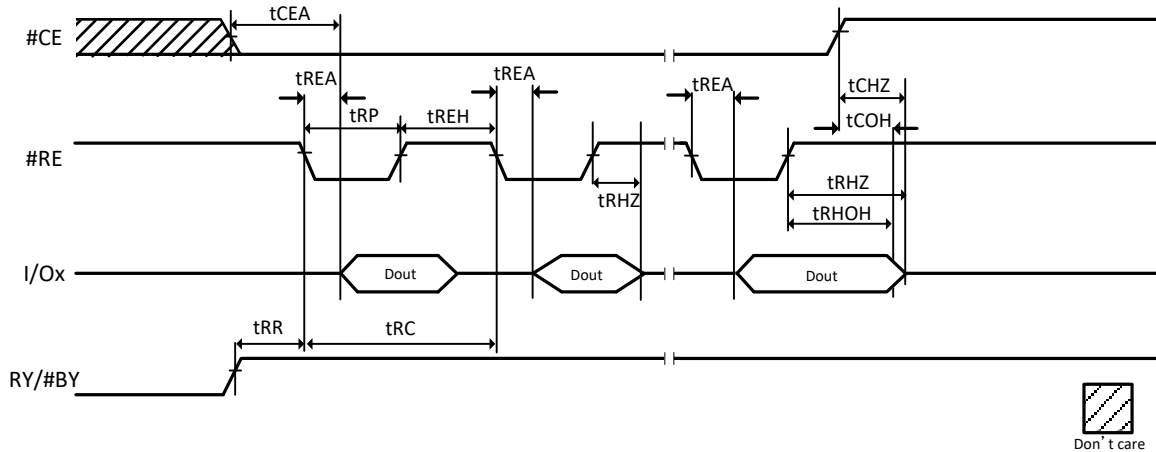 tCEA
#CE
tREA
tREA
tREA
tCHZ
tRP
tREH
tCOH
#RE
tRHZ
tRHZ
tRHOH
I/Ox
Dout
Dout
Dout
tRR
tRC
RY/#BY
Don’t care